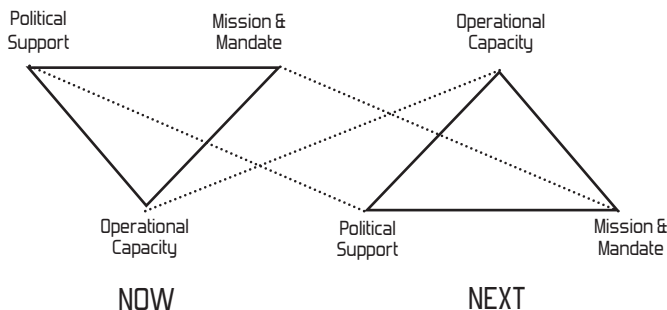 Political
Support
Mission &
Mandate
Operational
Capacity
Operational
Capacity
Political
Support
Mission &
Mandate
NOW
NEXT